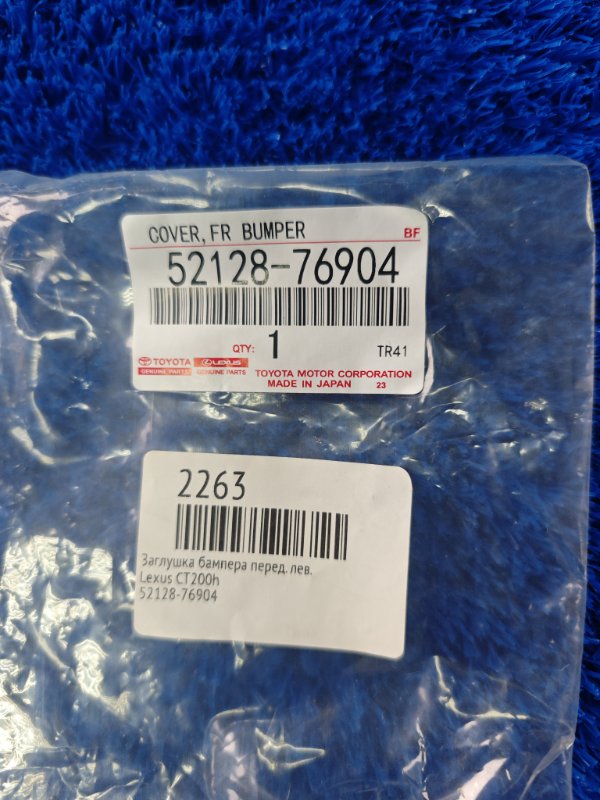 COVER, FR BUMPER
BF
52128-76904
QTY: 1
TR41
TOYOTA LEXUS
GENUINE PARTS GENUINE PARTS
TOYOTA MOTOR CORPORATION
MADE IN JAPAN 23
2263
Заглушка бампера перед. лев.
Lexus CT200h
52128-76904